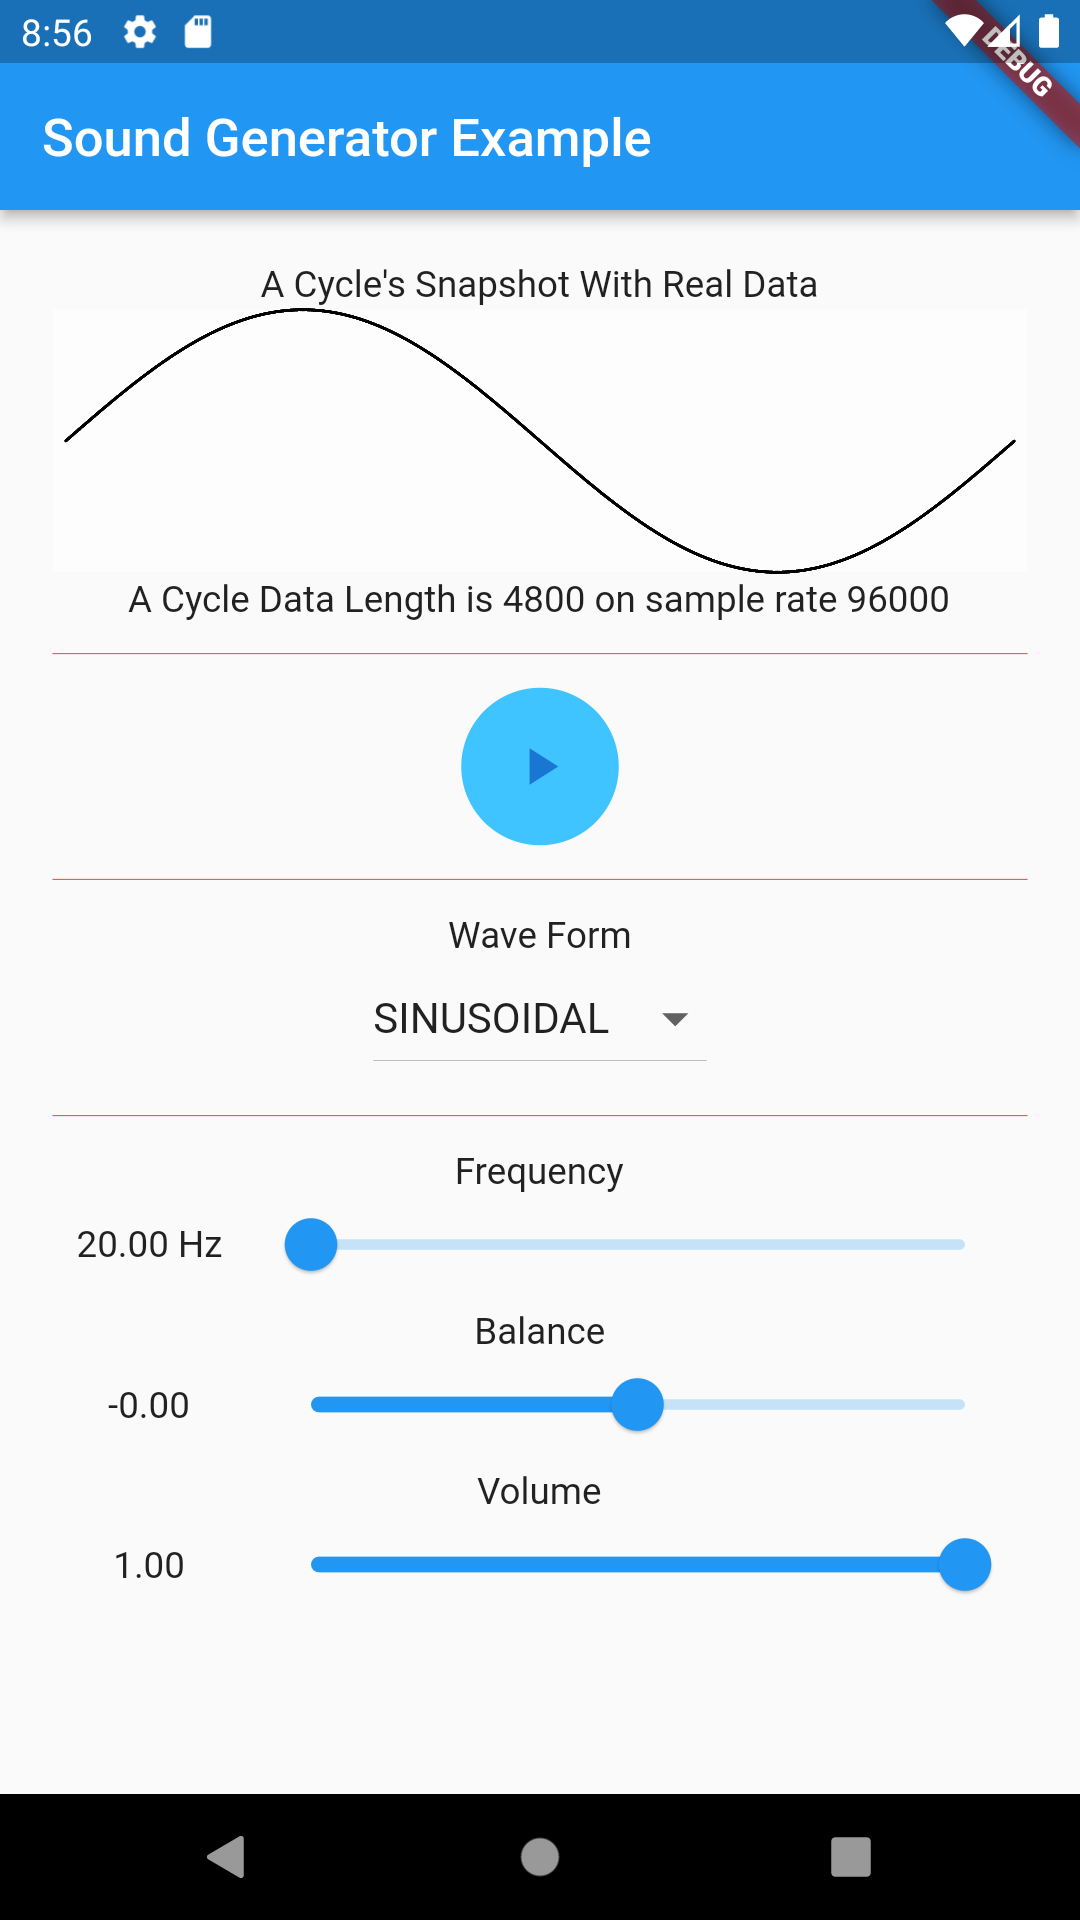 8:56
DEBUG
Sound Generator Example
A Cycle's Snapshot With Real Data
A Cycle Data Length is 4800 on sample rate 96000
Wave Form
SINUSOIDAL
Frequency
20.00 Hz
Balance
-0.00
Volume
1.00